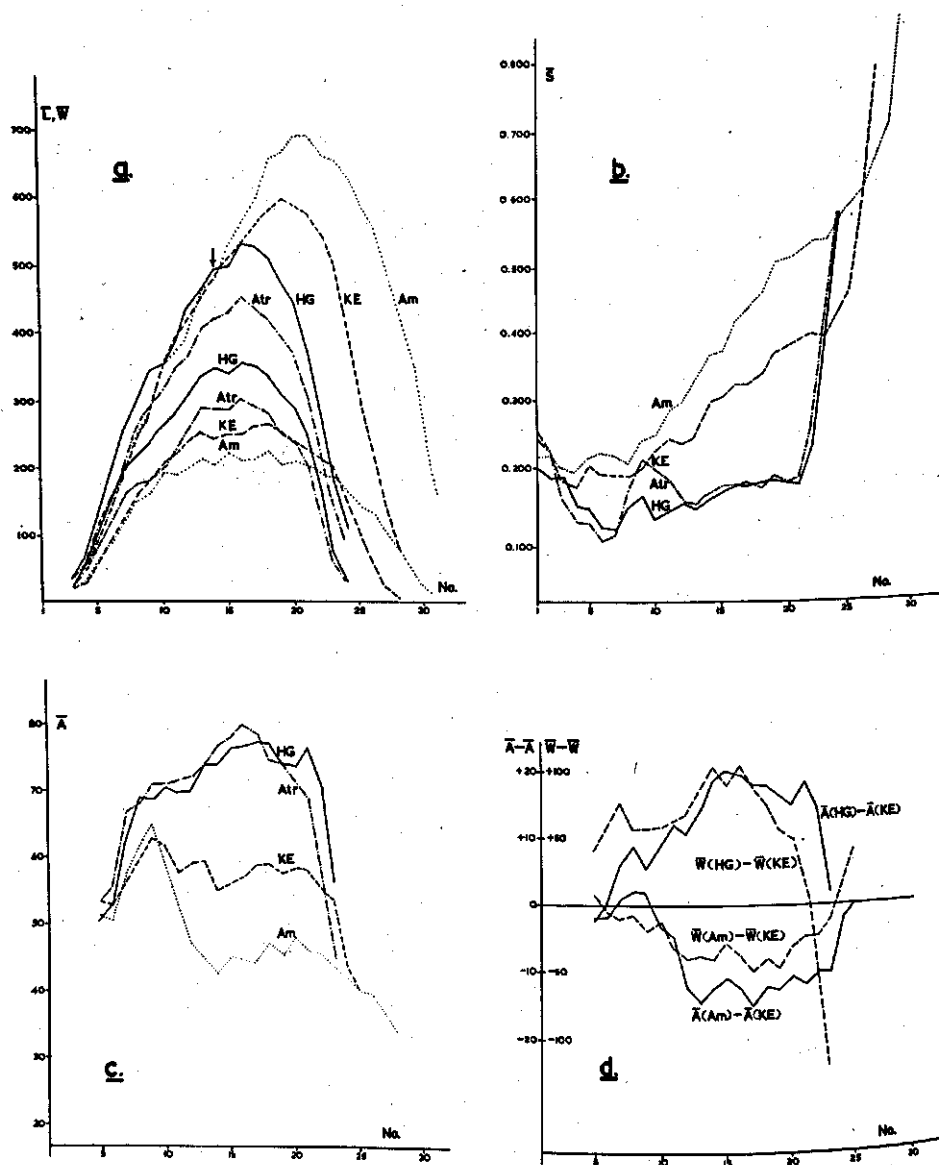 L̅, W̅
700
600
500
400
300
200
100
a.
Atr
HG
KE
Am
HG
Atr
KE
Am
No.
5
10
15
20
25
30
S̅
0.800
0.700
0.500
0.400
0.300
0.200
0.100
b.
Am
KE
Atr
HG
No.
5
10
15
20
25
30
A̅
80
70
60
50
40
30
20
HG
Atr
KE
Am
c.
No.
5
10
15
20
25
A̅–A̅ W̅–W̅
+20 +100
+10 +50
0
-10 -50
-20 -100
A̅(HG)–A̅(KE)
W̅(HG)–W̅(KE)
W̅(Am)–W̅(KE)
A̅(Am)–A̅(KE)
d.
No.
5
10
15
20
25
30